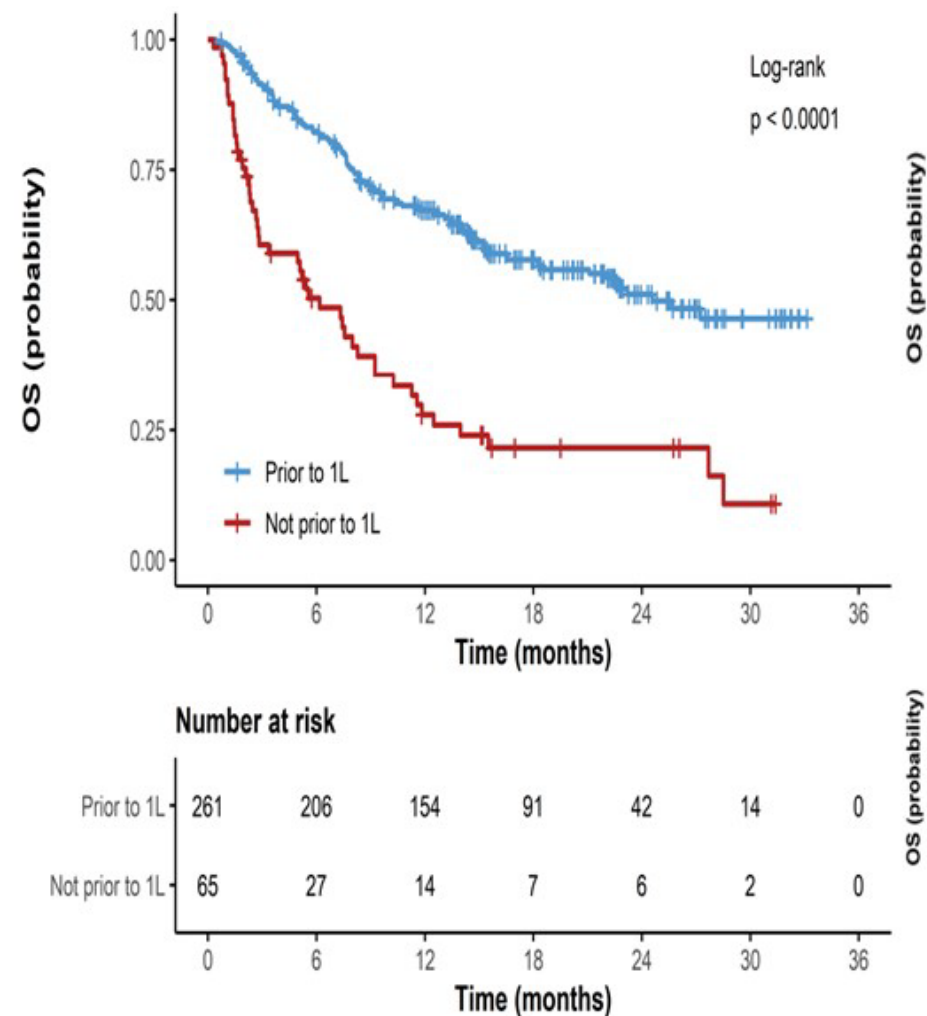 OS (probability)
1.00
0.75
0.50
0.25
0.00
Log-rank
p < 0.0001
Prior to 1L
Not prior to 1L
0 6 12 18 24 30 36
Time (months)
OS (probability)
Number at risk
Prior to 1L 261 206 154 91 42 14 0
Not prior to 1L 65 27 14 7 6 2 0
0 6 12 18 24 30 36
Time (months)
OS (probability)